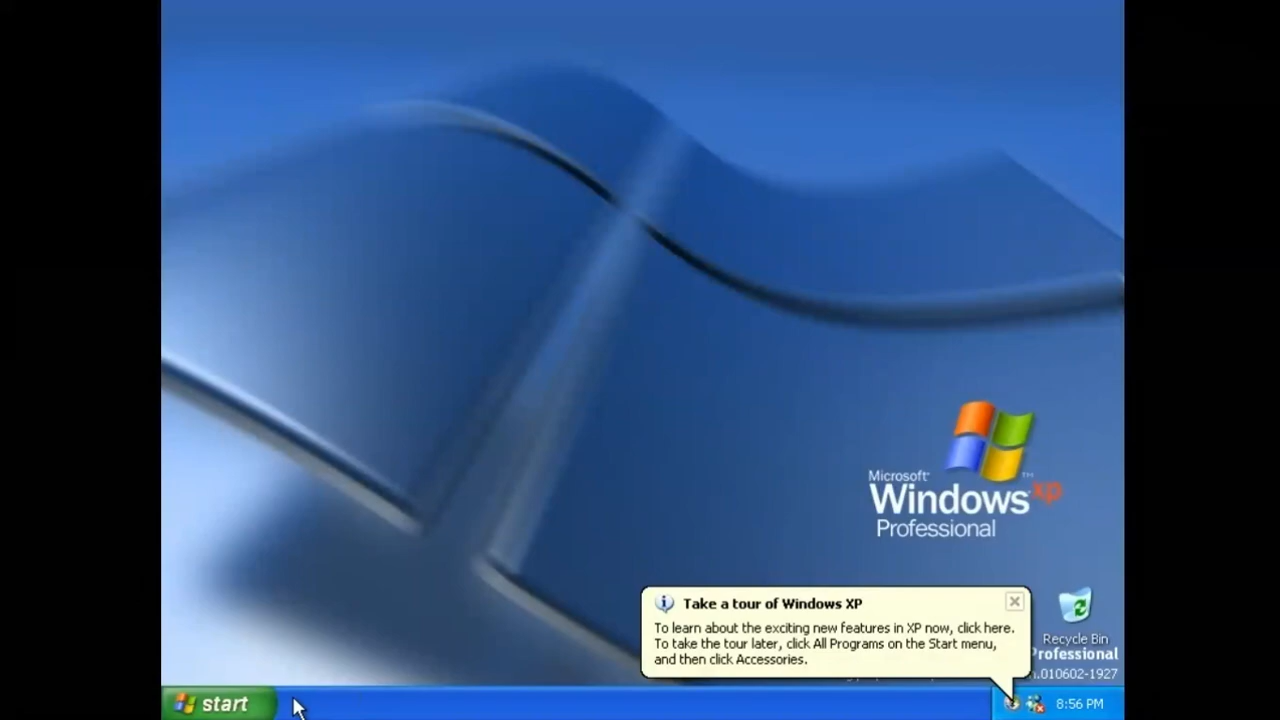 Microsoft
Windows xp
Professional
Take a tour of Windows XP
To learn about the exciting new features in XP now, click here.
To take the tour later, click All Programs on the Start menu,
and then click Accessories.
Recycle Bin
Professional
.010602-1927
start
8:56 PM